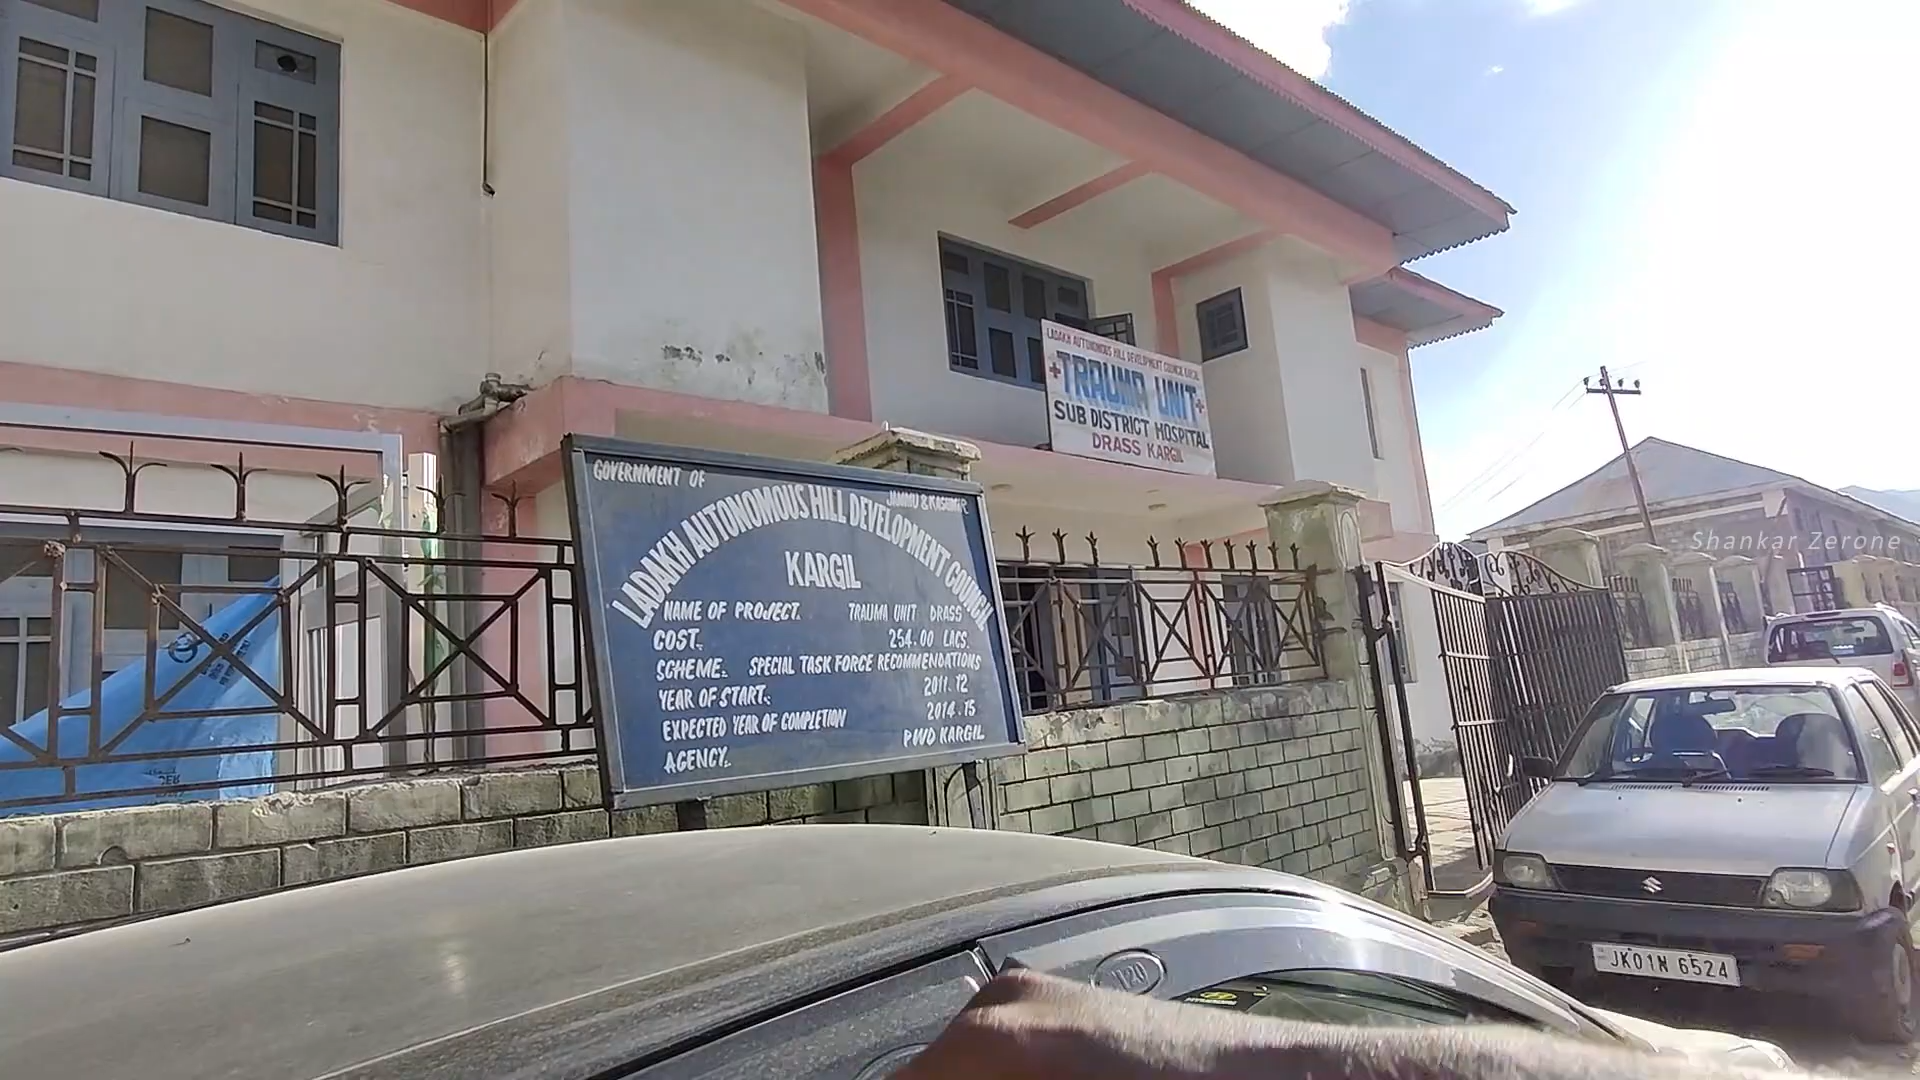 LADAKH AUTONOMOUS HILL DEVELOPMENT COUNCIL KARGIL
TRAUMA UNIT
SUB DISTRICT HOSPITAL
DRASS KARGIL
GOVERNMENT OF
JAMMU & KASHMIR
LADAKH AUTONOMOUS HILL DEVELOPMENT COUNCIL
KARGIL
NAME OF PROJECT. TRAUMA UNIT DRASS
COST. 254.00 LACS.
SCHEME. SPECIAL TASK FORCE RECOMMENDATIONS
YEAR OF START. 2011.12
EXPECTED YEAR OF COMPLETION 2014.15
AGENCY. PWD KARGIL
- Shankar Zerone
JK01N 6524
i20